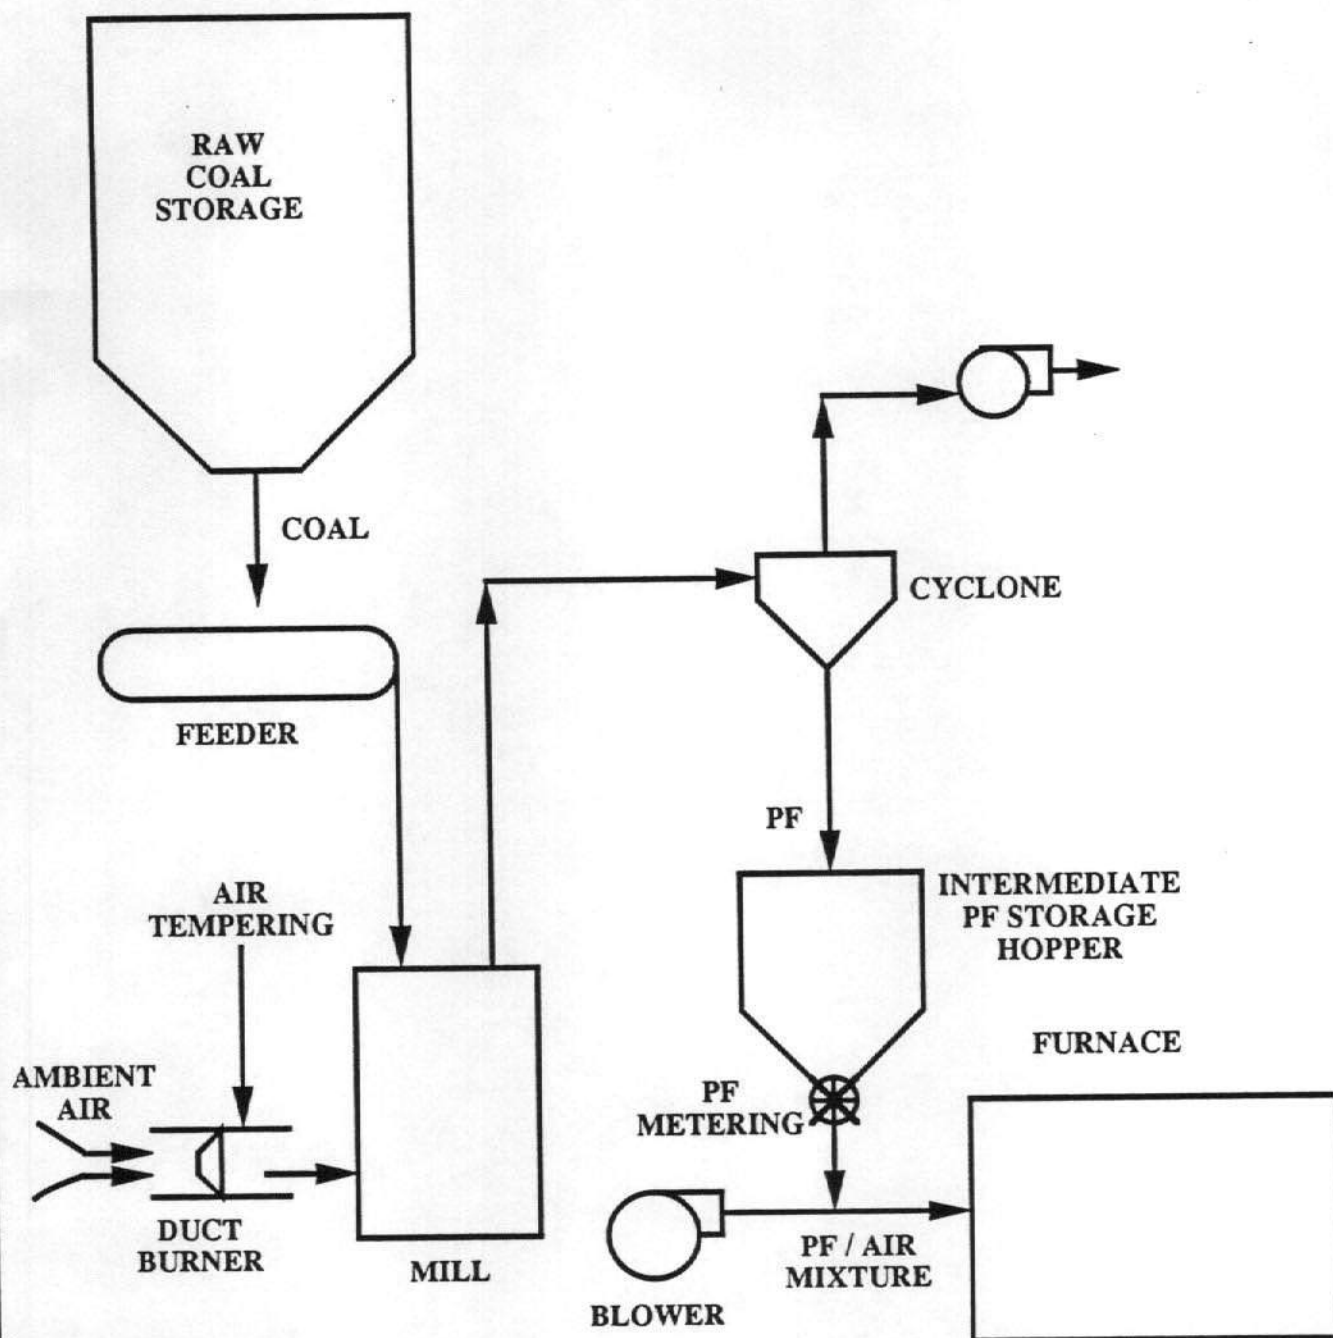 RAW
COAL
STORAGE
COAL
CYCLONE
FEEDER
PF
AIR
TEMPERING
INTERMEDIATE
PF STORAGE
HOPPER
FURNACE
AMBIENT
AIR
PF
METERING
DUCT
BURNER
MILL
PF / AIR
MIXTURE
BLOWER